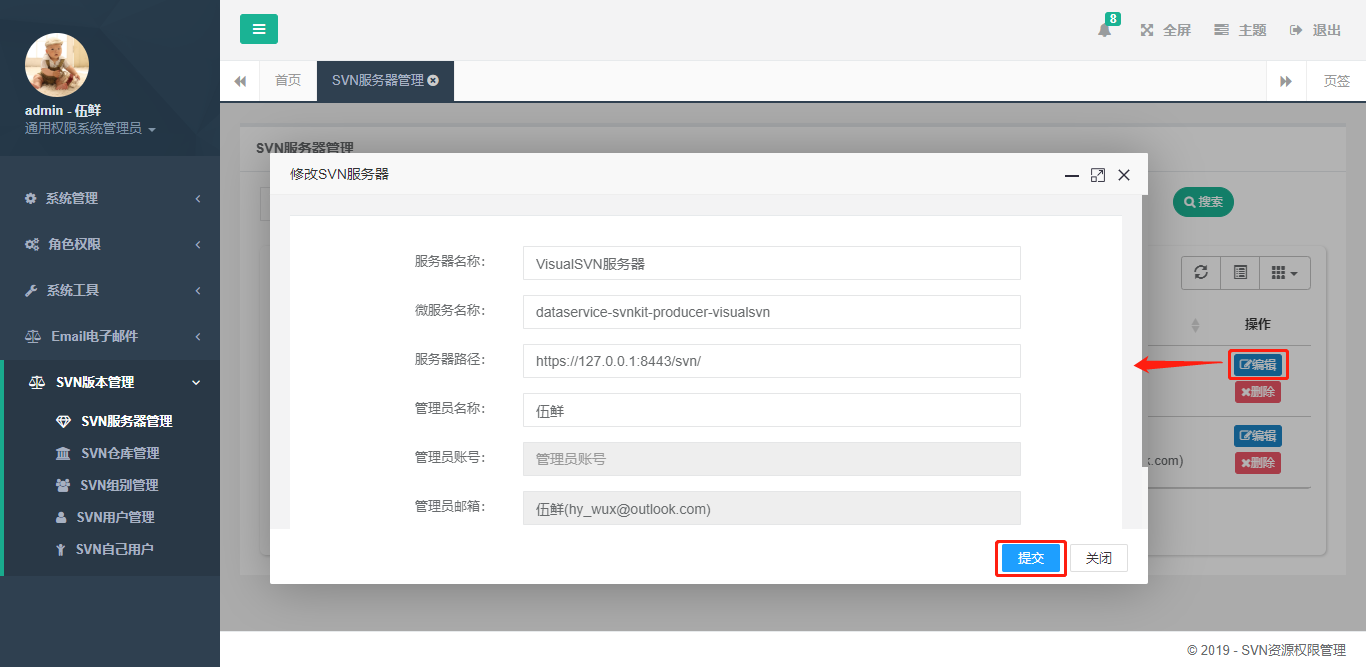 8
全屏
主题
退出
首页
SVN服务器管理
页签
admin - 伍鲜
通用权限系统管理员
系统管理
角色权限
系统工具
Email电子邮件
SVN版本管理
SVN服务器管理
SVN仓库管理
SVN组别管理
SVN用户管理
SVN自己用户
SVN服务器管理
搜索
操作
编辑
删除
编辑
删除
k.com)
修改SVN服务器
服务器名称:
VisualSVN服务器
微服务名称:
dataservice-svnkit-producer-visualsvn
服务器路径:
https://127.0.0.1:8443/svn/
管理员名称:
伍鲜
管理员账号:
管理员账号
管理员邮箱:
伍鲜(hy_wux@outlook.com)
提交
关闭
© 2019 - SVN资源权限管理